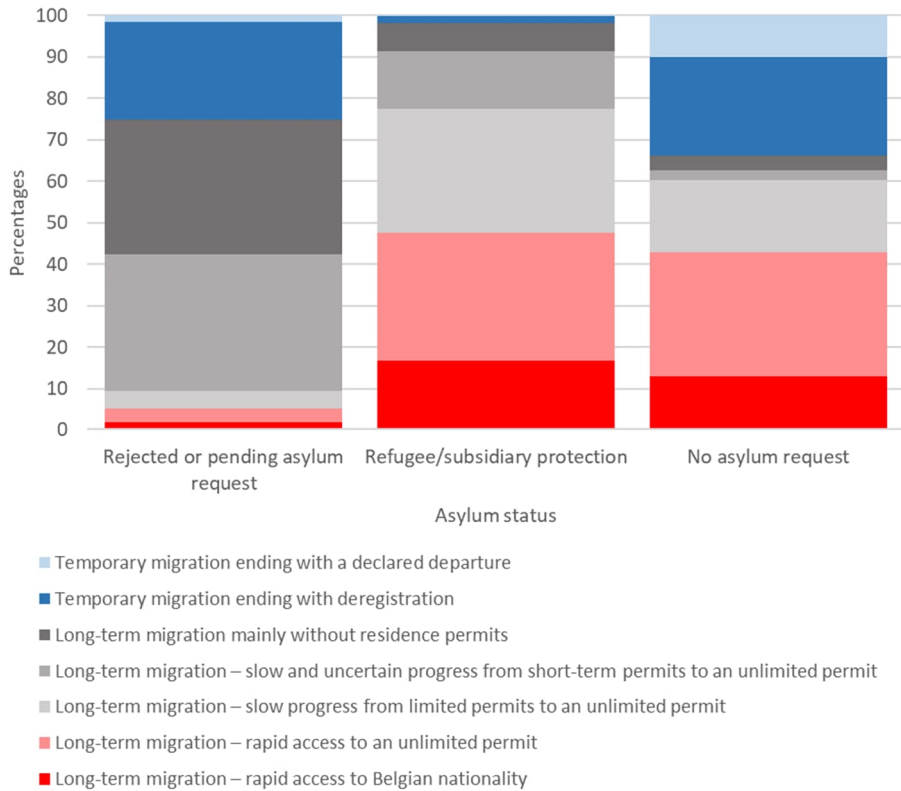 100
90
80
70
60
50
40
30
20
10
0
Percentages
Rejected or pending asylum
request
Refugee/subsidiary protection
No asylum request
Asylum status
Temporary migration ending with a declared departure
Temporary migration ending with deregistration
Long-term migration mainly without residence permits
Long-term migration – slow and uncertain progress from short-term permits to an unlimited permit
Long-term migration – slow progress from limited permits to an unlimited permit
Long-term migration – rapid access to an unlimited permit
Long-term migration – rapid access to Belgian nationality